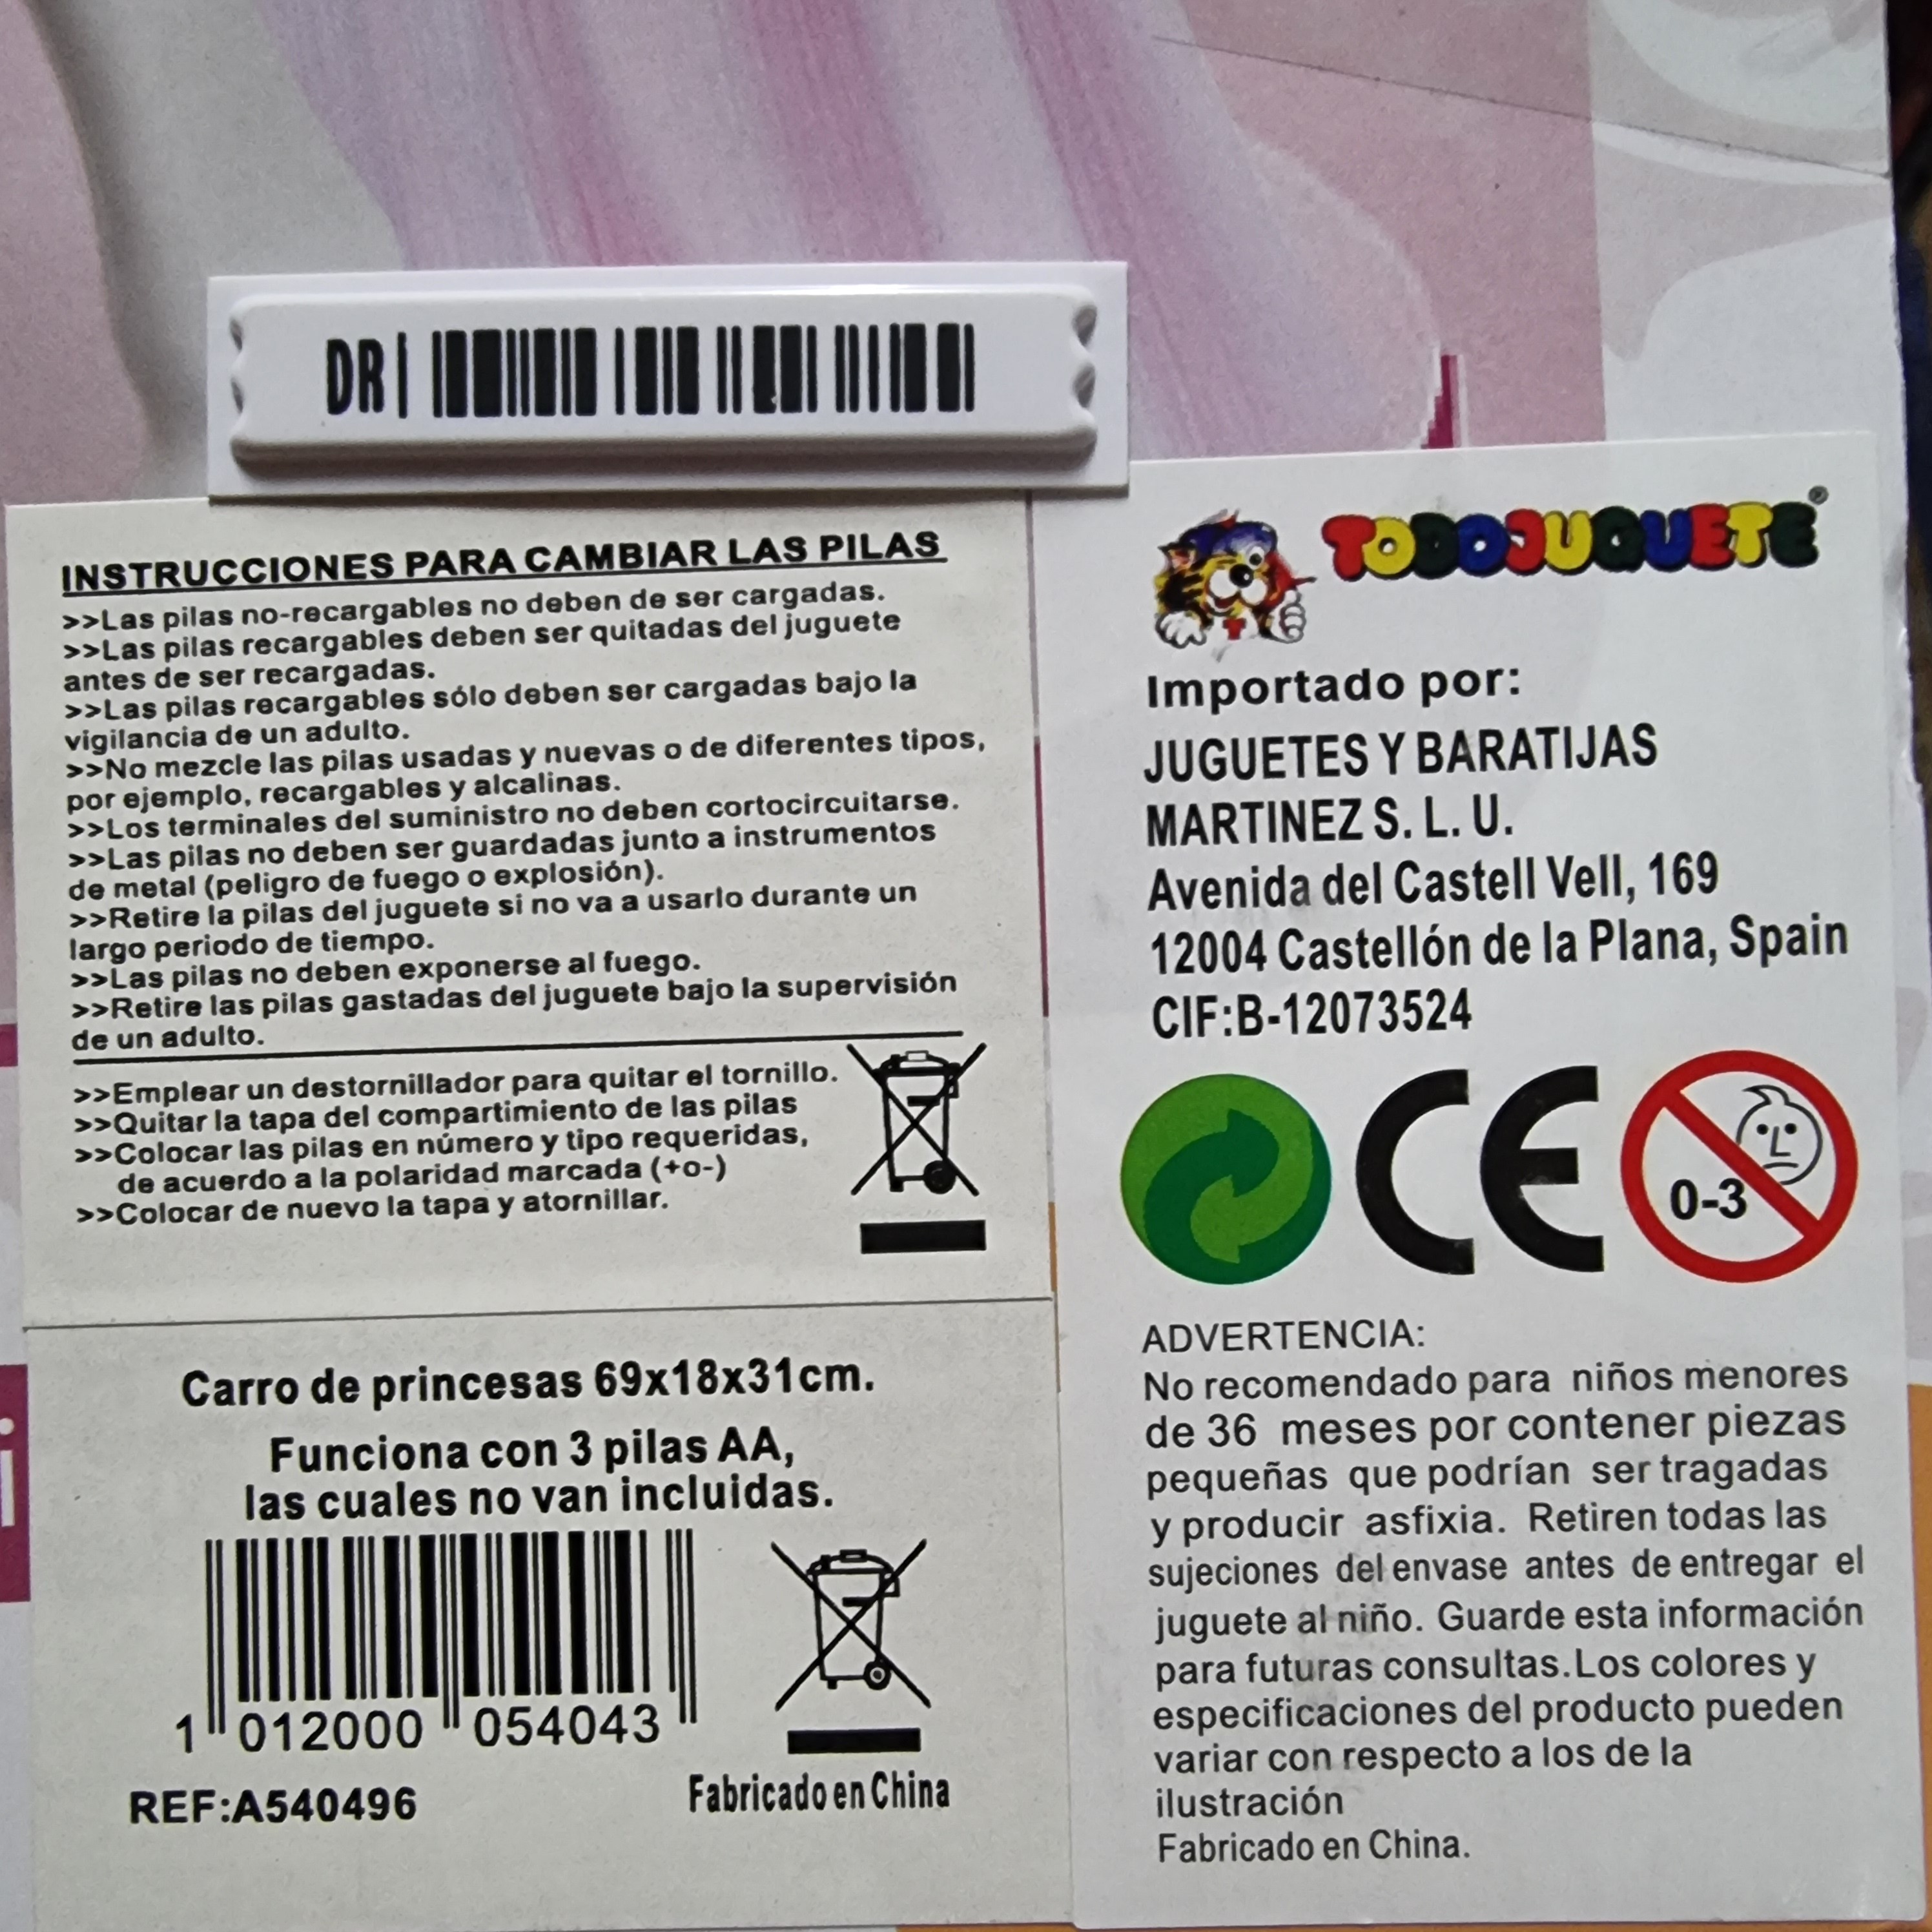 DR
INSTRUCCIONES PARA CAMBIAR LAS PILAS
>>Las pilas no-recargables no deben de ser cargadas.
>>Las pilas recargables deben ser quitadas del juguete
antes de ser recargadas.
>>Las pilas recargables sólo deben ser cargadas bajo la
vigilancia de un adulto.
>>No mezcle las pilas usadas y nuevas o de diferentes tipos,
por ejemplo, recargables y alcalinas.
>>Los terminales del suministro no deben cortocircuitarse.
>>Las pilas no deben ser guardadas junto a instrumentos
de metal (peligro de fuego o explosión).
>>Retire la pilas del juguete si no va a usarlo durante un
largo periodo de tiempo.
>>Las pilas no deben exponerse al fuego.
>>Retire las pilas gastadas del juguete bajo la supervisión
de un adulto.
>>Emplear un destornillador para quitar el tornillo.
>>Quitar la tapa del compartimiento de las pilas
>>Colocar las pilas en número y tipo requeridas,
de acuerdo a la polaridad marcada (+o-)
>>Colocar de nuevo la tapa y atornillar.
Carro de princesas 69x18x31cm.
Funciona con 3 pilas AA,
las cuales no van incluidas.
1 012000 054043
REF:A540496
Fabricado en China
TODOJUGUETE®
T
Importado por:
JUGUETES Y BARATIJAS
MARTINEZ S. L. U.
Avenida del Castell Vell, 169
12004 Castellón de la Plana, Spain
CIF:B-12073524
CE
0-3
ADVERTENCIA:
No recomendado para niños menores
de 36 meses por contener piezas
pequeñas que podrían ser tragadas
y producir asfixia. Retiren todas las
sujeciones del envase antes de entregar el
juguete al niño. Guarde esta información
para futuras consultas.Los colores y
especificaciones del producto pueden
variar con respecto a los de la
ilustración
Fabricado en China.
i